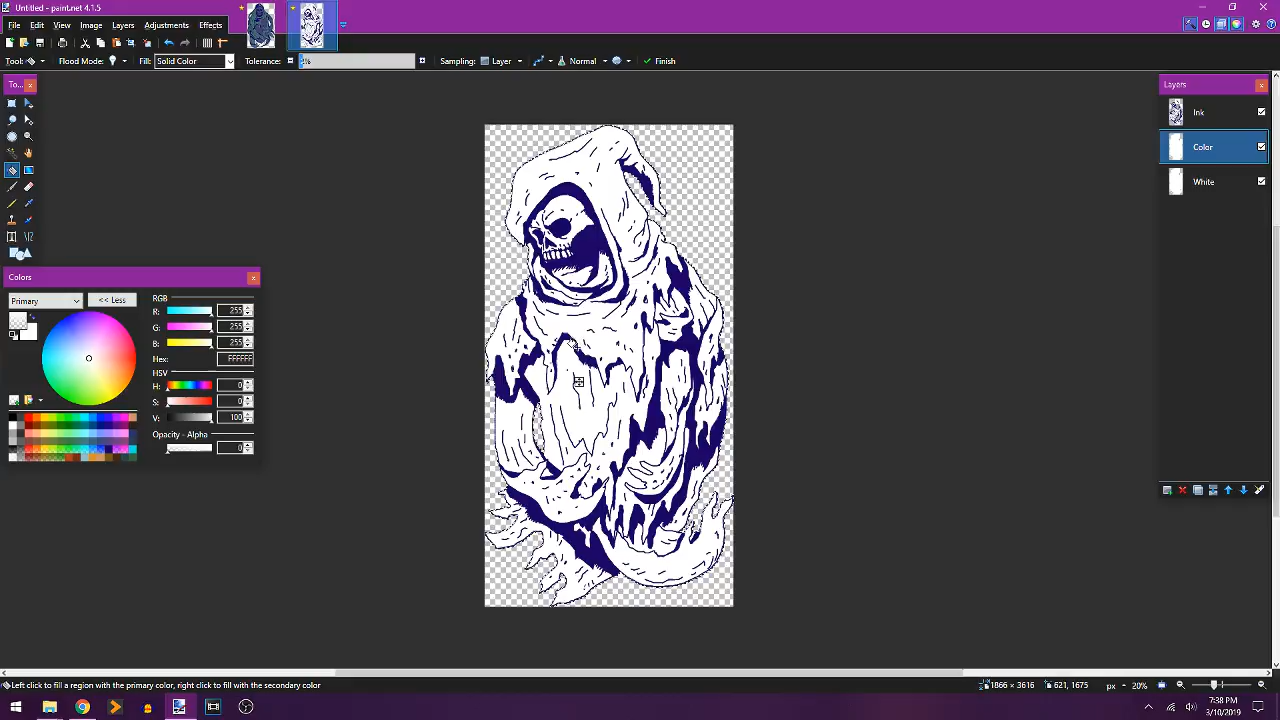 Untitled - paint.net 4.1.5
File Edit View Image Layers Adjustments Effects
Tool: Flood Mode: Fill: Solid Color Tolerance: Sampling: Layer Normal Finish
To...
Layers
Ink
Color
White
Colors
Primary << Less
RGB
R: 255
G: 255
B: 255
Hex: FFFFFF
HSV
H: 0
S: 0
V: 100
Opacity - Alpha
0
Left click to fill a region with the primary color, right click to fill with the secondary color
1866 × 3616 621, 1675 px 20%
7:38 PM
3/10/2019